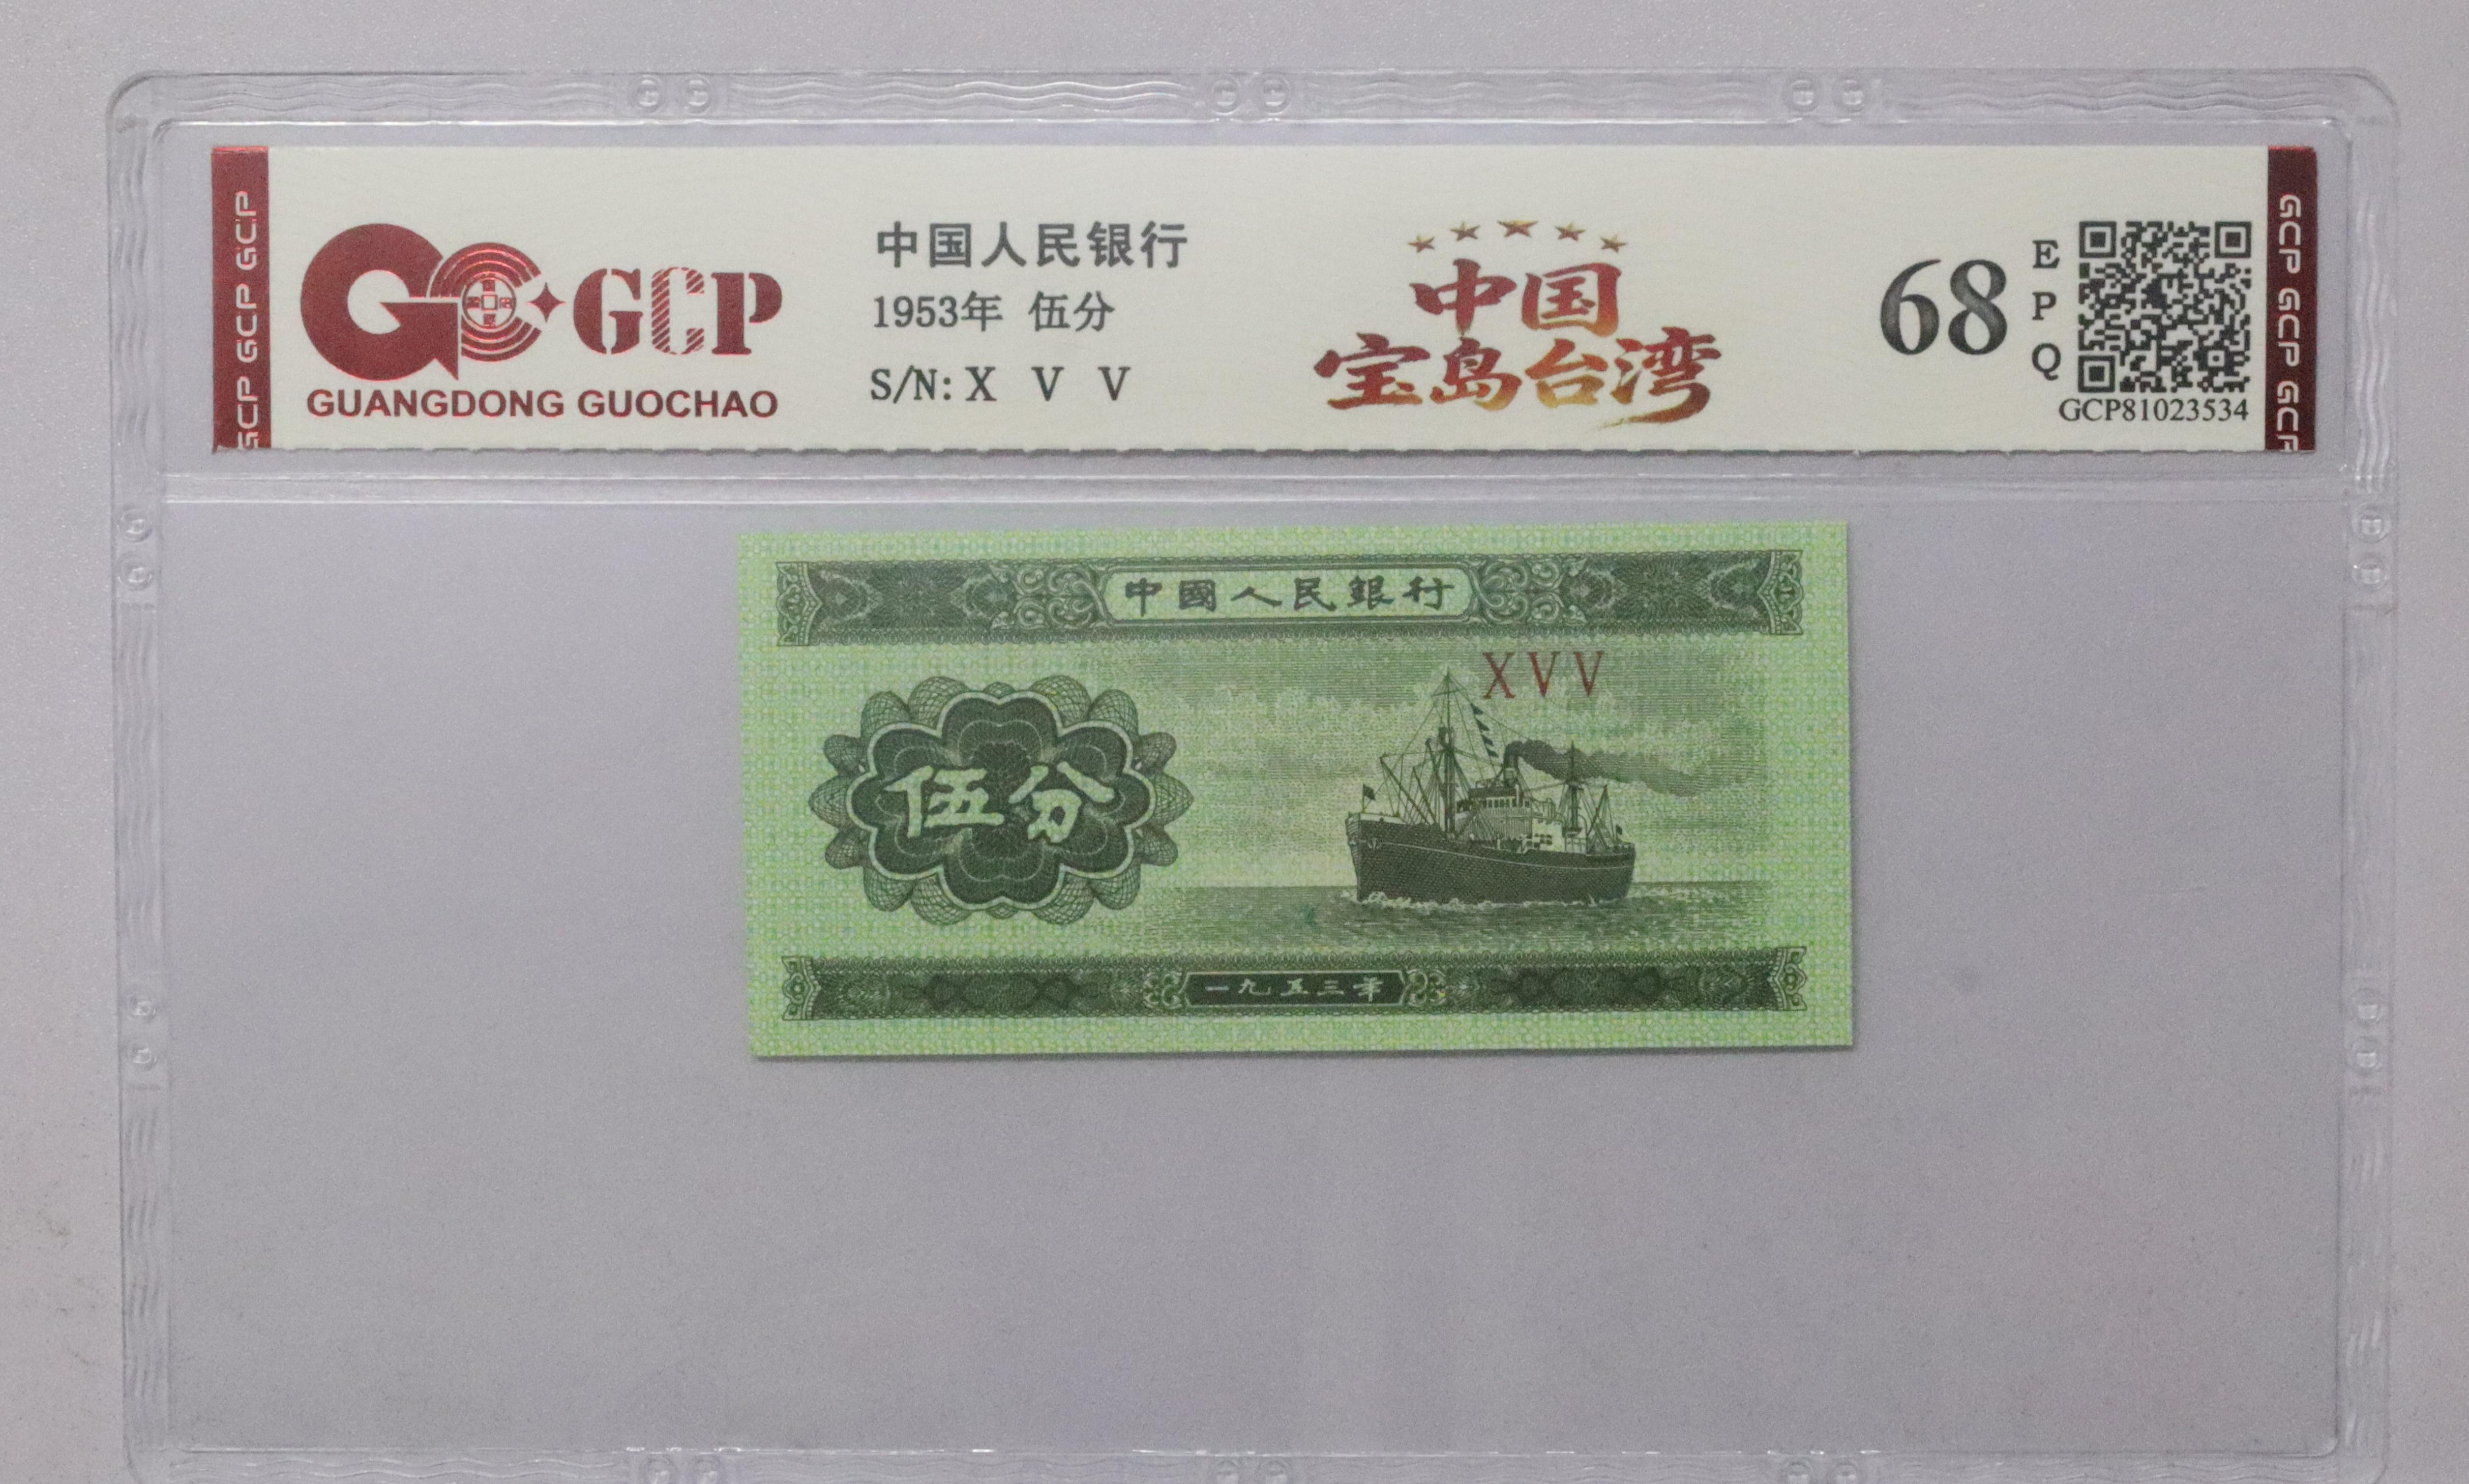 GCP GCP GCP
GCP
GUANGDONG GUOCHAO
中国人民银行
1953年 伍分
S/N: X V V
中国
宝岛台湾
68
E
P
Q
GCP81023534
GCP GCP GCP
中國人民銀行
XVV
伍分
一九五三年